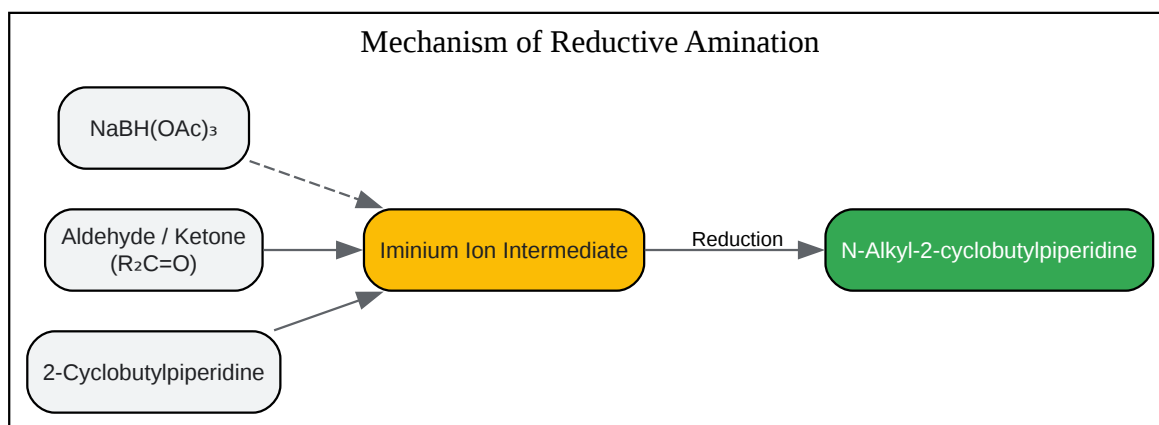 Mechanism of Reductive Amination
NaBH(OAc)₃
Aldehyde / Ketone
(R₂C=O)
2-Cyclobutylpiperidine
Iminium Ion Intermediate
Reduction
N-Alkyl-2-cyclobutylpiperidine